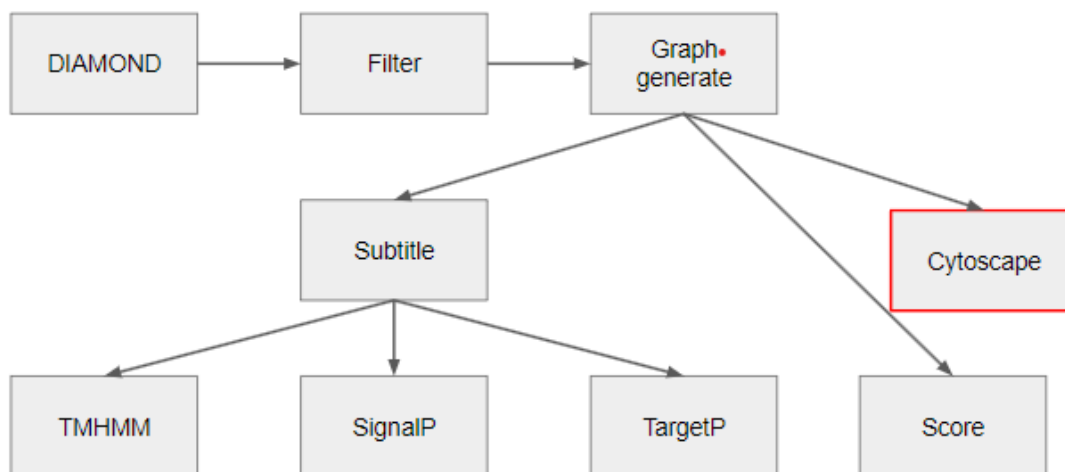 DIAMOND
Filter
Graph
generate
Subtitle
Cytoscape
TMHMM
SignalP
TargetP
Score